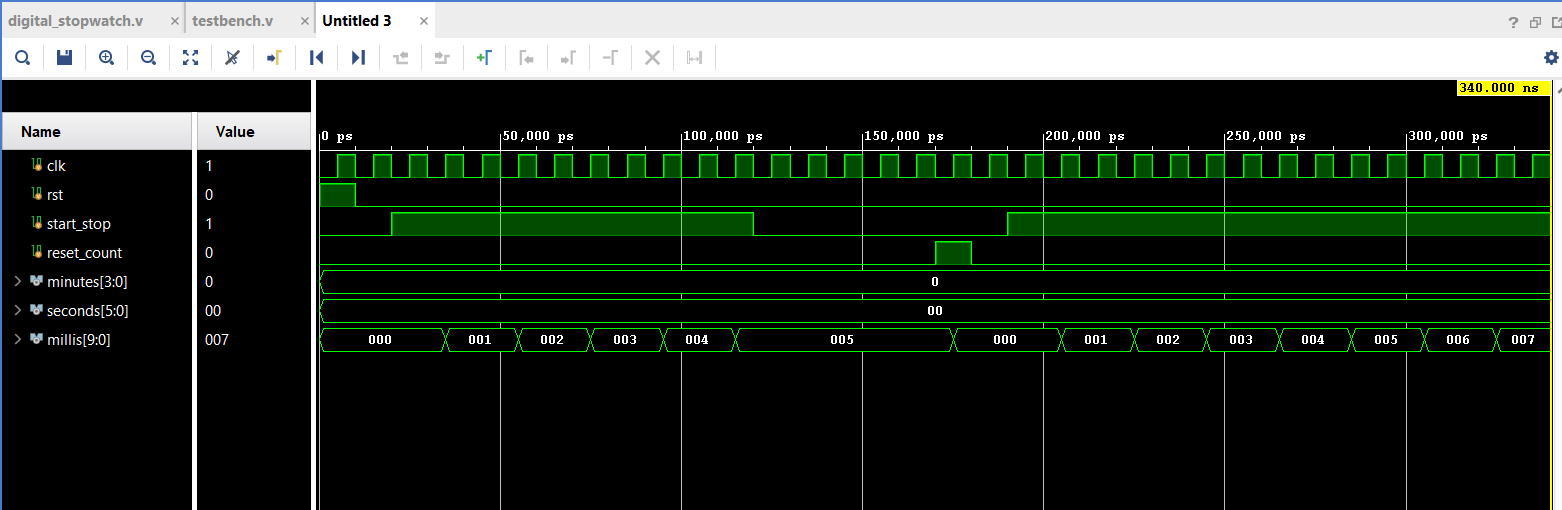 digital_stopwatch.v × testbench.v × Untitled 3 ×
?
340.000 ns
Name Value
0 ps 50,000 ps 100,000 ps 150,000 ps 200,000 ps 250,000 ps 300,000 ps
clk 1
rst 0
start_stop 1
reset_count 0
minutes[3:0] 0 0
seconds[5:0] 00 00
millis[9:0] 007 000 001 002 003 004 005 000 001 002 003 004 005 006 007